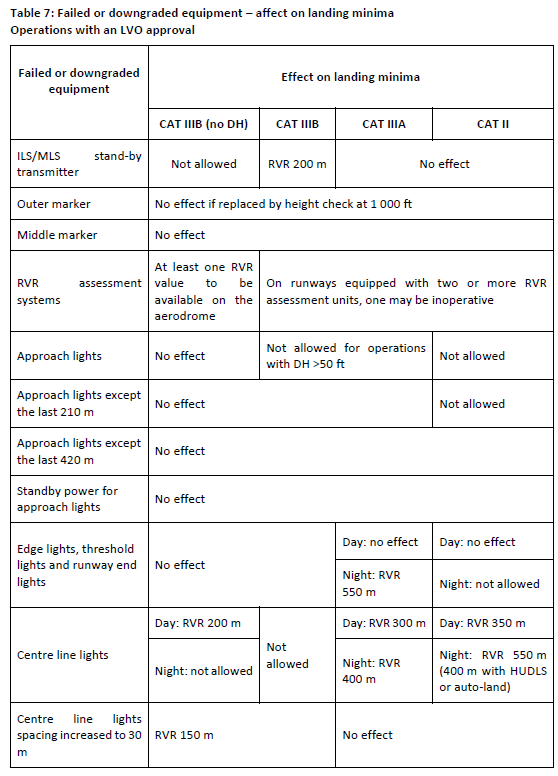 Table 7: Failed or downgraded equipment – affect on landing minima
Operations with an LVO approval
Failed or downgraded
equipment
Effect on landing minima
CAT IIIB (no DH)
CAT IIIB
CAT IIIA
CAT II
ILS/MLS stand-by
transmitter
Not allowed
RVR 200 m
No effect
Outer marker
No effect if replaced by height check at 1 000 ft
Middle marker
No effect
RVR assessment
systems
At least one RVR
value to be
available on the
aerodrome
On runways equipped with two or more RVR
assessment units, one may be inoperative
Approach lights
No effect
Not allowed for operations
with DH >50 ft
Not allowed
Approach lights except
the last 210 m
No effect
Not allowed
Approach lights except
the last 420 m
No effect
Standby power for
approach lights
No effect
Edge lights, threshold
lights and runway end
lights
No effect
Day: no effect
Night: RVR
550 m
Day: no effect
Night: not allowed
Centre line lights
Day: RVR 200 m
Night: not allowed
Not
allowed
Day: RVR 300 m
Night: RVR
400 m
Day: RVR 350 m
Night: RVR 550 m
(400 m with HUDLS
or auto-land)
Centre line lights
spacing increased to 30
m
RVR 150 m
No effect